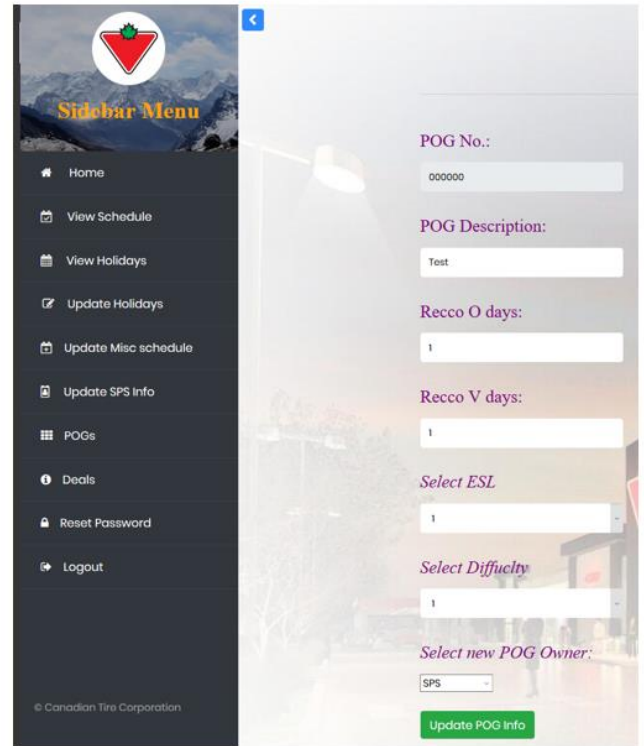 Sidebar Menu
Home
View Schedule
View Holidays
Update Holidays
Update Misc schedule
Update SPS Info
POGs
Deals
Reset Password
Logout
© Canadian Tire Corporation
POG No.:
000000
POG Description:
Test
Recco O days:
1
Recco V days:
1
Select ESL
1
Select Diffuclty
1
Select new POG Owner:
SPS
Update POG Info